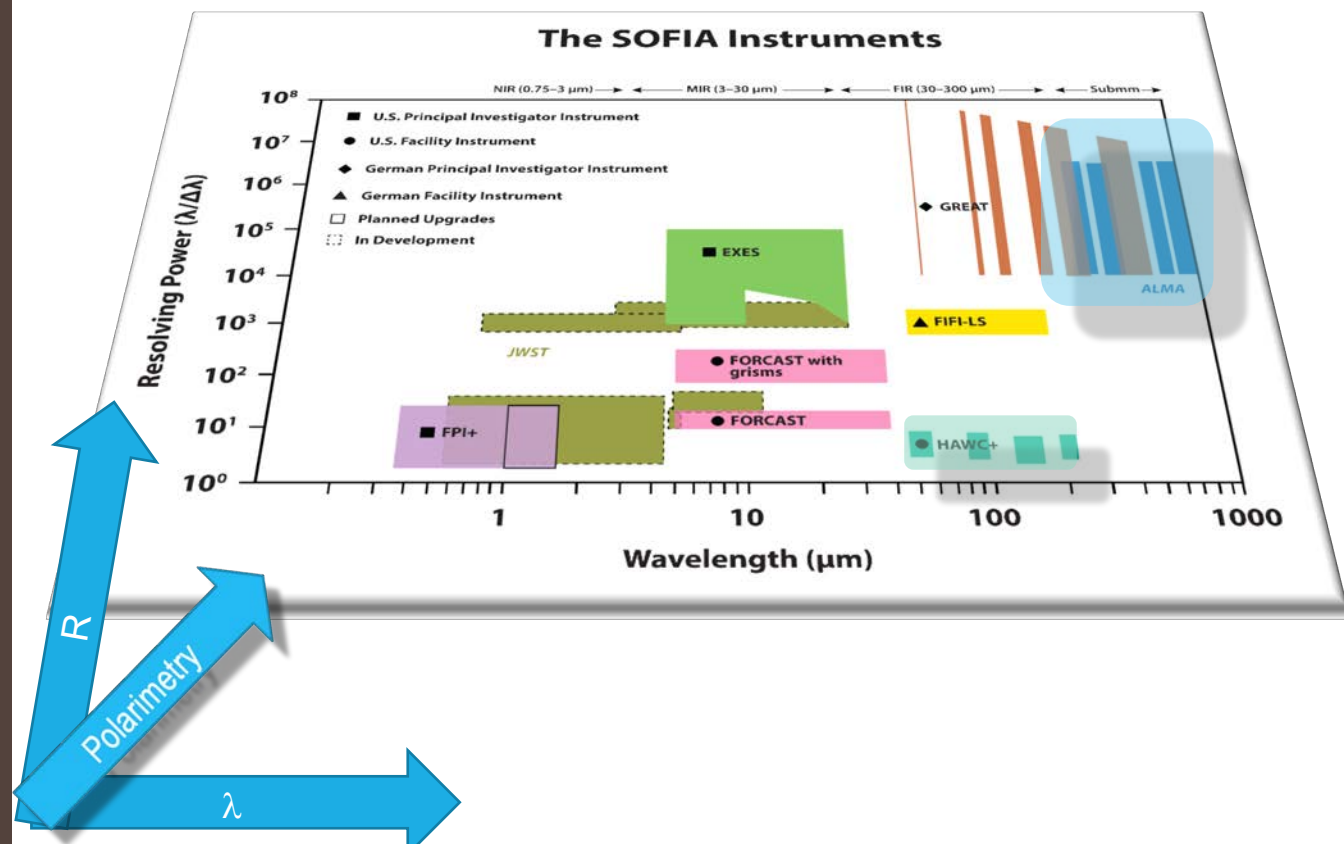 The SOFIA Instruments
NIR (0.75–3 μm)
MIR (3–30 μm)
FIR (30–300 μm)
Submm
Resolving Power (λ/Δλ)
10⁸
10⁷
10⁶
10⁵
10⁴
10³
10²
10¹
10⁰
U.S. Principal Investigator Instrument
U.S. Facility Instrument
German Principal Investigator Instrument
German Facility Instrument
Planned Upgrades
In Development
GREAT
EXES
ALMA
FIFI-LS
JWST
FORCAST with
grisms
FORCAST
FPI+
HAWC+
1 10 100 1000
Wavelength (μm)
R
Polarimetry
λ